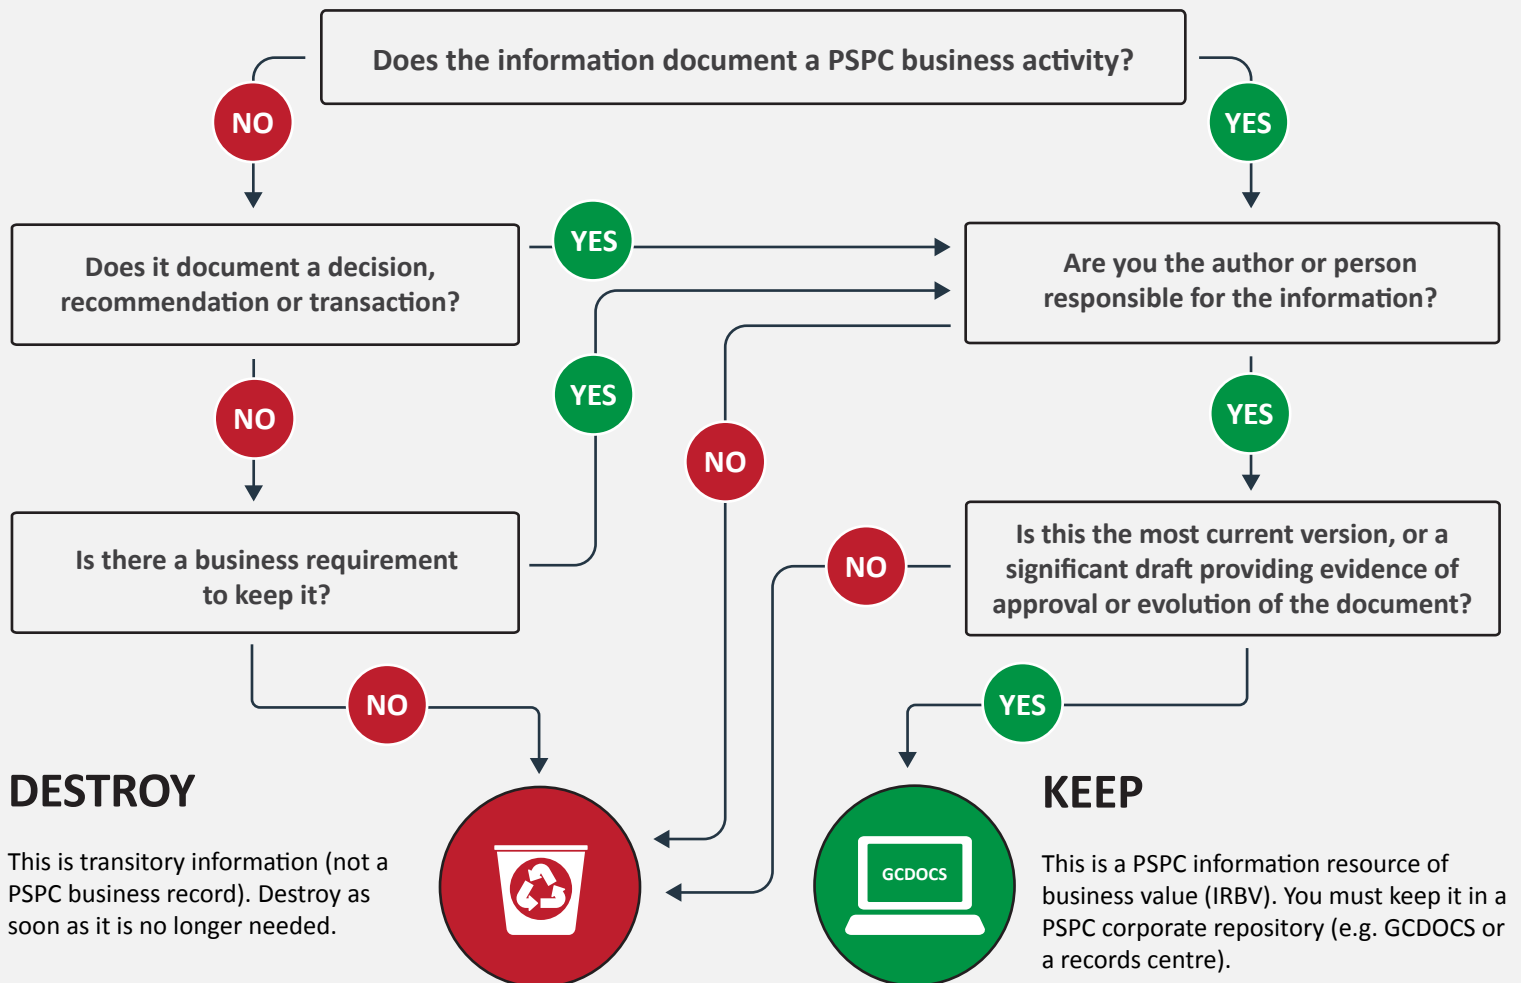 Does the information document a PSPC business activity?
NO
YES
Does it document a decision,
recommendation or transaction?
YES
Are you the author or person
responsible for the information?
YES
NO
YES
NO
Is there a business requirement
to keep it?
NO
Is this the most current version, or a
significant draft providing evidence of
approval or evolution of the document?
NO
YES
DESTROY
This is transitory information (not a
PSPC business record). Destroy as
soon as it is no longer needed.
GCDOCS
KEEP
This is a PSPC information resource of
business value (IRBV). You must keep it in a
PSPC corporate repository (e.g. GCDOCS or
a records centre).